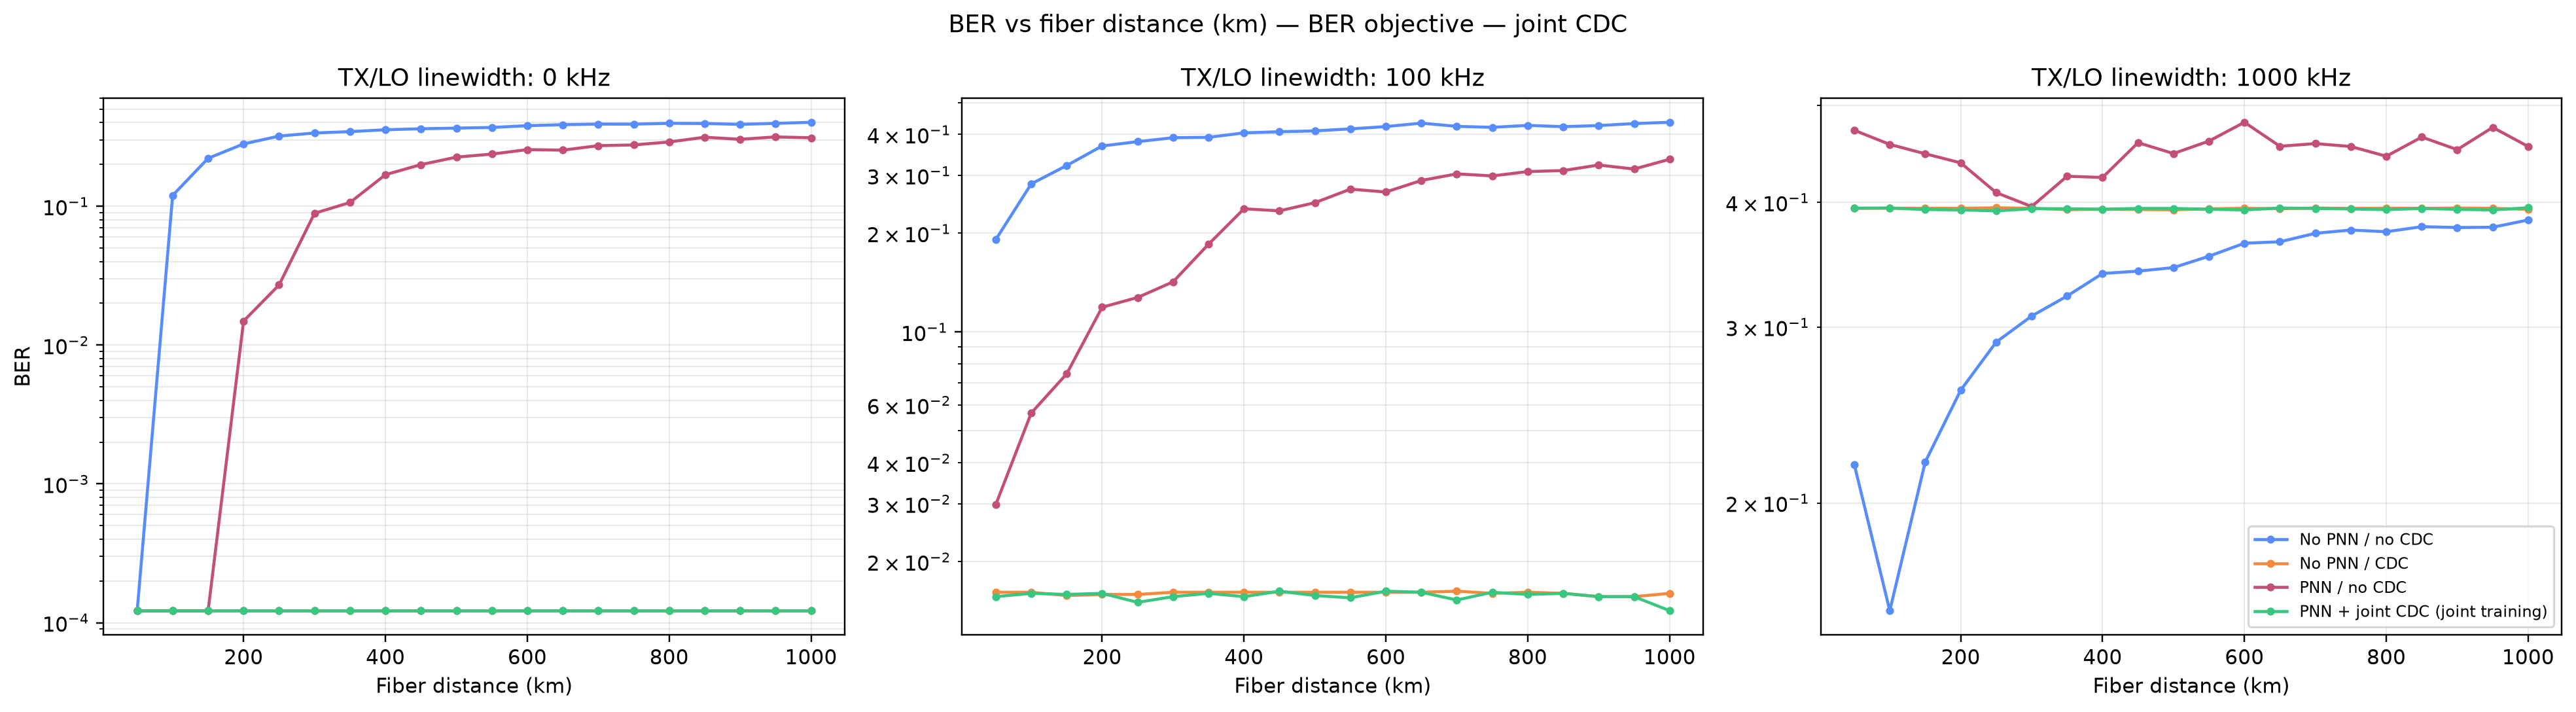 BER vs fiber distance (km) — BER objective — joint CDC
TX/LO linewidth: 0 kHz
BER
10⁻¹
10⁻²
10⁻³
10⁻⁴
200 400 600 800 1000
Fiber distance (km)
TX/LO linewidth: 100 kHz
4 × 10⁻¹
3 × 10⁻¹
2 × 10⁻¹
10⁻¹
6 × 10⁻²
4 × 10⁻²
3 × 10⁻²
2 × 10⁻²
200 400 600 800 1000
Fiber distance (km)
TX/LO linewidth: 1000 kHz
4 × 10⁻¹
3 × 10⁻¹
2 × 10⁻¹
No PNN / no CDC
No PNN / CDC
PNN / no CDC
PNN + joint CDC (joint training)
200 400 600 800 1000
Fiber distance (km)